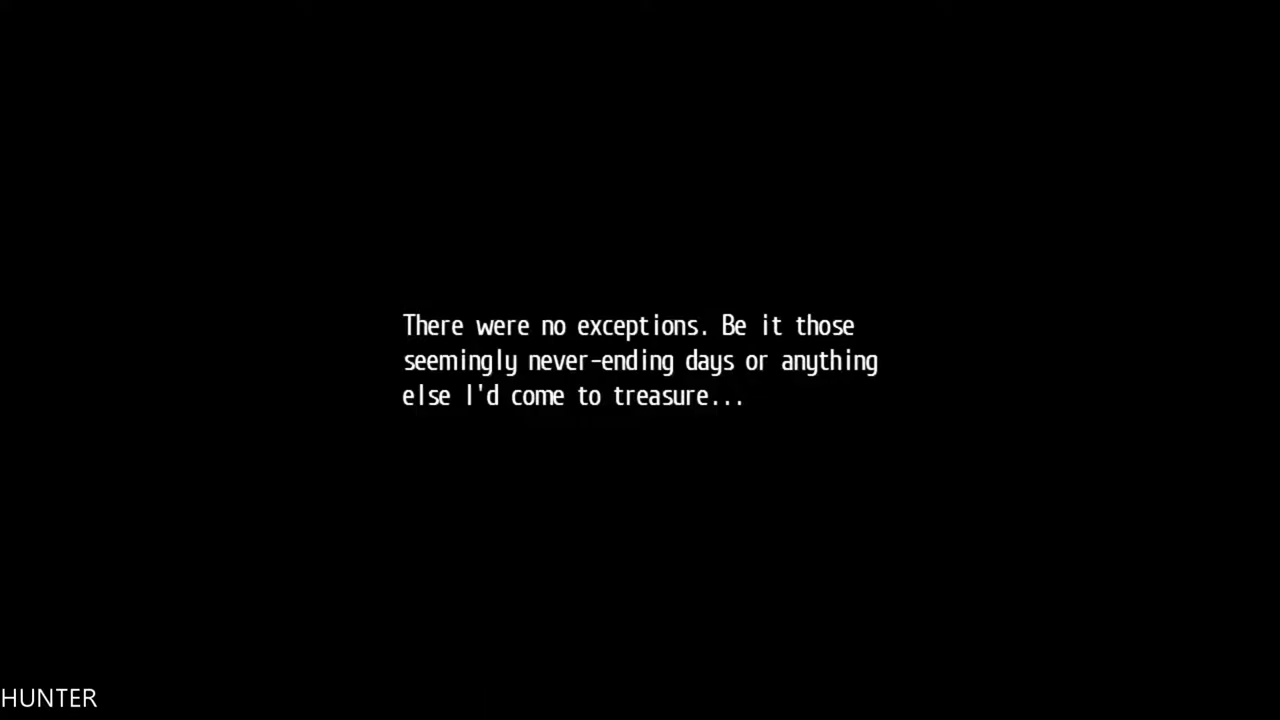 There were no exceptions. Be it those
seemingly never-ending days or anything
else I'd come to treasure...
HUNTER